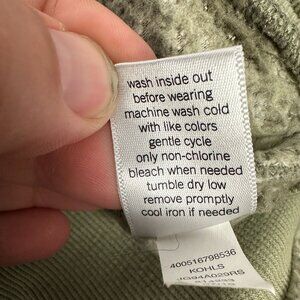 wash inside out
before wearing
machine wash cold
with like colors
gentle cycle
only non-chlorine
bleach when needed
tumble dry low
remove promptly
cool iron if needed
400516798536
KOHLS